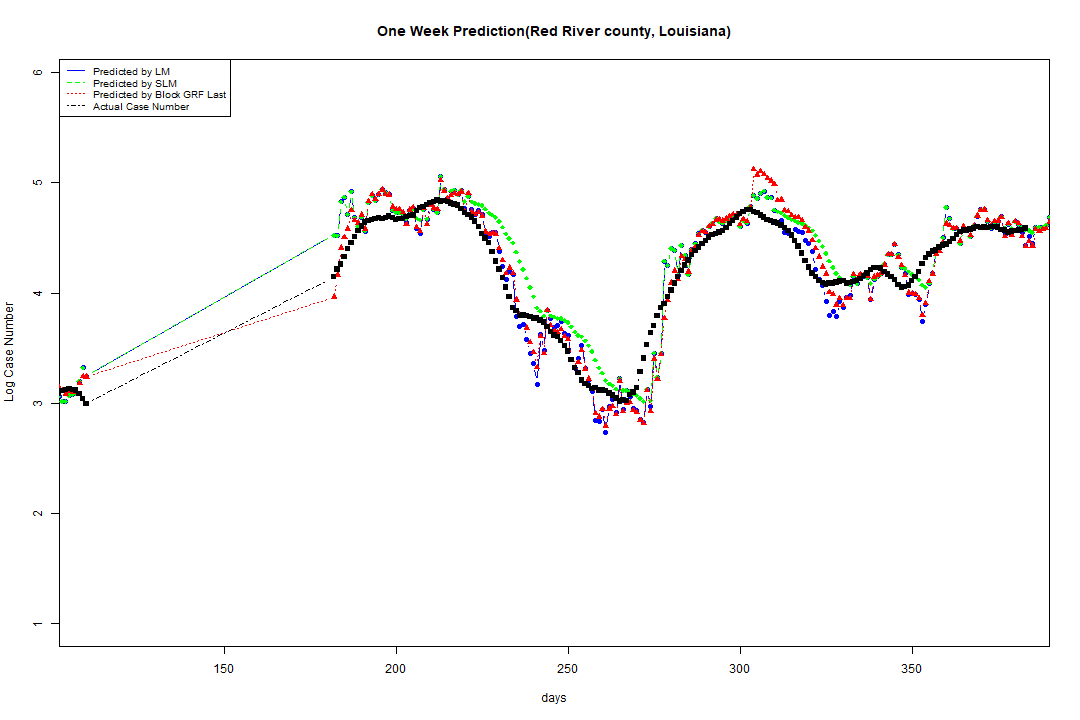 One Week Prediction(Red River county, Louisiana)
Predicted by LM
Predicted by SLM
Predicted by Block GRF Last
Actual Case Number
6
5
4
3
2
1
Log Case Number
150 200 250 300 350
days